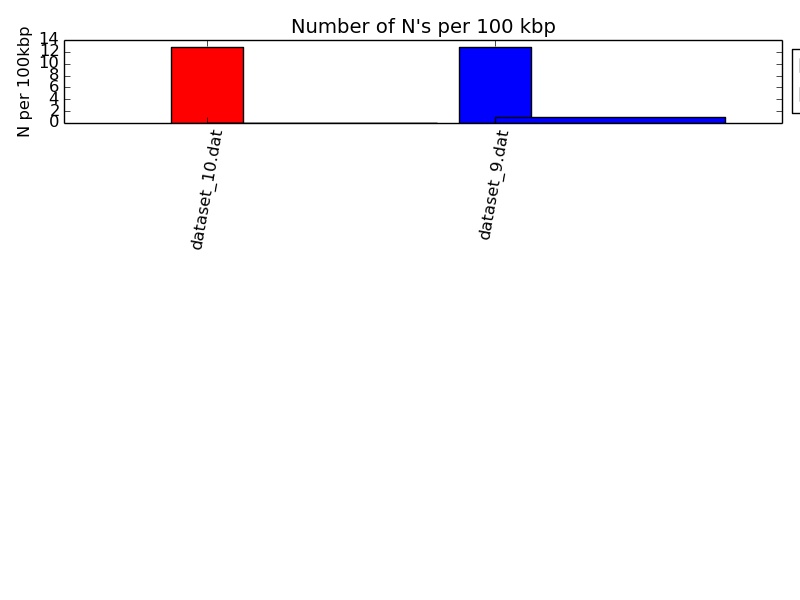 Number of N's per 100 kbp
N per 100kbp
14
12
10
8
6
4
2
0
dataset_10.dat
dataset_9.dat